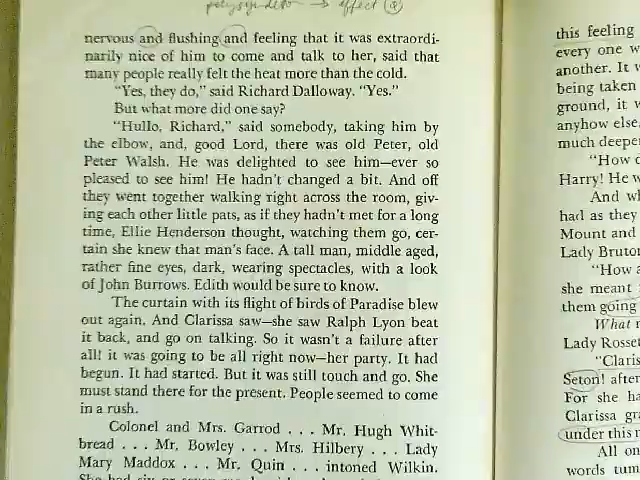 polysyndeton → effect
nervous and flushing and feeling that it was extraordi-
narily nice of him to come and talk to her, said that
many people really felt the heat more than the cold.
"Yes, they do," said Richard Dalloway. "Yes."
But what more did one say?
"Hullo, Richard," said somebody, taking him by
the elbow, and, good Lord, there was old Peter, old
Peter Walsh. He was delighted to see him—ever so
pleased to see him! He hadn't changed a bit. And off
they went together walking right across the room, giv-
ing each other little pats, as if they hadn't met for a long
time, Ellie Henderson thought, watching them go, cer-
tain she knew that man's face. A tall man, middle aged,
rather fine eyes, dark, wearing spectacles, with a look
of John Burrows. Edith would be sure to know.
The curtain with its flight of birds of Paradise blew
out again. And Clarissa saw—she saw Ralph Lyon beat
it back, and go on talking. So it wasn't a failure after
all! it was going to be all right now—her party. It had
begun. It had started. But it was still touch and go. She
must stand there for the present. People seemed to come
in a rush.
Colonel and Mrs. Garrod . . . Mr. Hugh Whit-
bread . . . Mr. Bowley . . . Mrs. Hilbery . . . Lady
Mary Maddox . . . Mr. Quin . . . intoned Wilkin.
this feeling
every one w
another. It w
being taken
ground, it w
anyhow else,
much deepe
"How d
Harry! He w
And wh
had as they
Mount and
Lady Bruton
"How a
she meant
them going
What n
Lady Rosset
"Claris
Seton! after
For she ha
Clarissa gra
under this r
All on
words tum